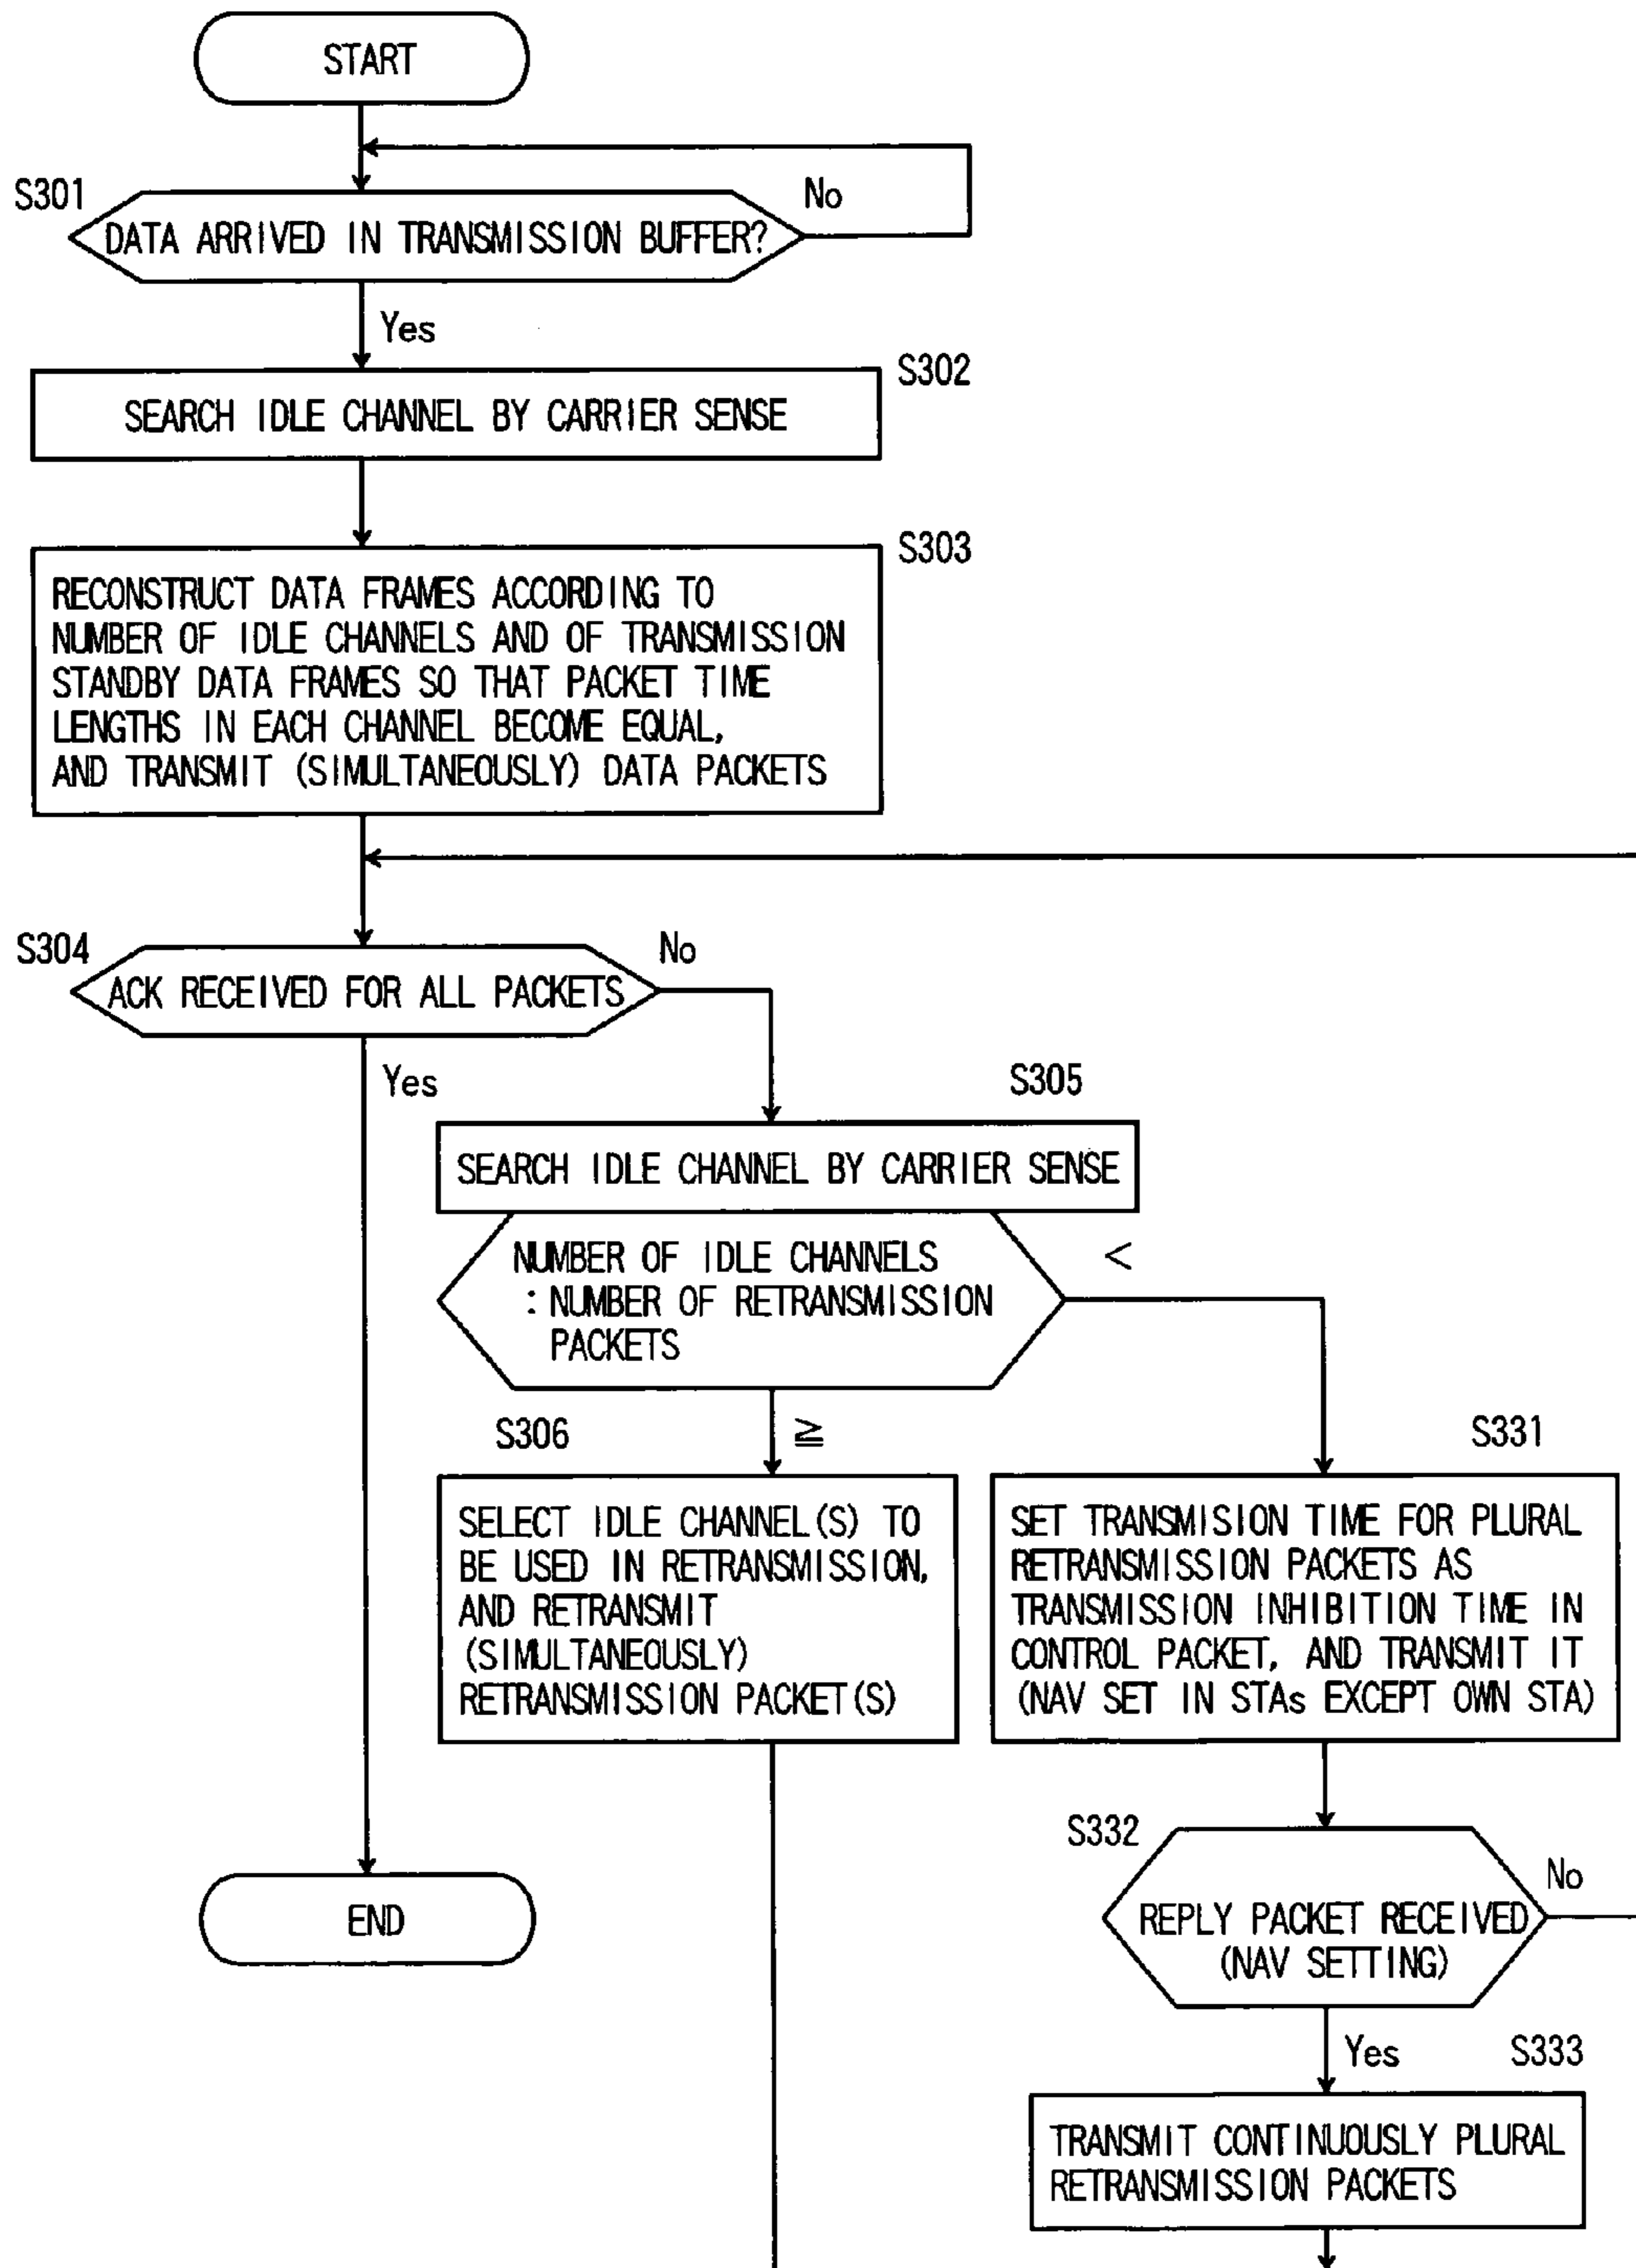 START
S301
No
DATA ARRIVED IN TRANSMISSION BUFFER?
Yes
S302
SEARCH IDLE CHANNEL BY CARRIER SENSE
S303
RECONSTRUCT DATA FRAMES ACCORDING TO
NUMBER OF IDLE CHANNELS AND OF TRANSMISSION
STANDBY DATA FRAMES SO THAT PACKET TIME
LENGTHS IN EACH CHANNEL BECOME EQUAL,
AND TRANSMIT (SIMULTANEOUSLY) DATA PACKETS
S304
No
ACK RECEIVED FOR ALL PACKETS
Yes
S305
SEARCH IDLE CHANNEL BY CARRIER SENSE
NUMBER OF IDLE CHANNELS
: NUMBER OF RETRANSMISSION
PACKETS
<
≧
S306
SELECT IDLE CHANNEL(S) TO
BE USED IN RETRANSMISSION,
AND RETRANSMIT
(SIMULTANEOUSLY)
RETRANSMISSION PACKET(S)
S331
SET TRANSMISION TIME FOR PLURAL
RETRANSMISSION PACKETS AS
TRANSMISSION INHIBITION TIME IN
CONTROL PACKET, AND TRANSMIT IT
(NAV SET IN STAs EXCEPT OWN STA)
S332
No
REPLY PACKET RECEIVED
(NAV SETTING)
END
Yes
S333
TRANSMIT CONTINUOUSLY PLURAL
RETRANSMISSION PACKETS